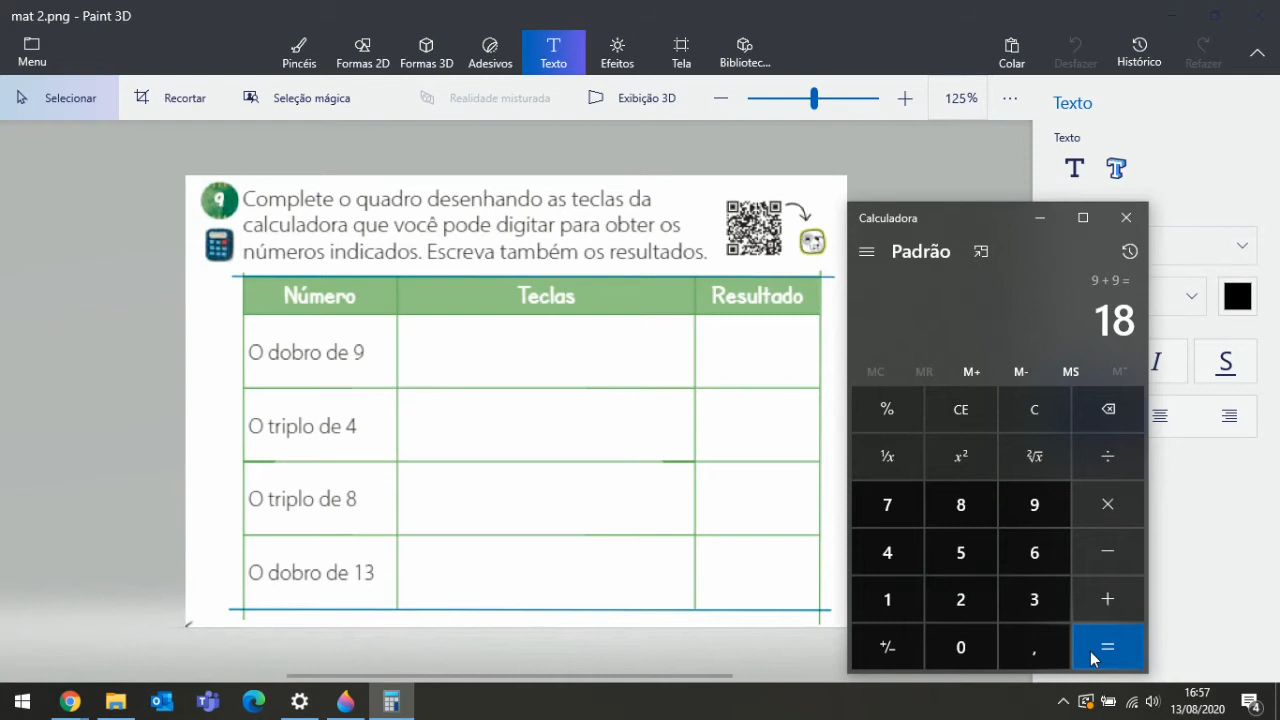 mat 2.png - Paint 3D
Menu
Pincéis
Formas 2D
Formas 3D
Adesivos
T
Texto
Efeitos
Tela
Bibliotec...
Colar
Desfazer
Histórico
Refazer
Selecionar
Recortar
Seleção mágica
Realidade misturada
Exibição 3D
125%
Texto
Texto
T
T
I
S
9
Complete o quadro desenhando as teclas da
calculadora que você pode digitar para obter os
números indicados. Escreva também os resultados.
Número Teclas Resultado
O dobro de 9
O triplo de 4
O triplo de 8
O dobro de 13
Calculadora
Padrão
9 + 9 =
18
MC MR M+ M- MS M˅
% CE C
¹/x x² ²√x ÷
7 8 9 ×
4 5 6 −
1 2 3 +
+/- 0 , =
16:57
13/08/2020
4